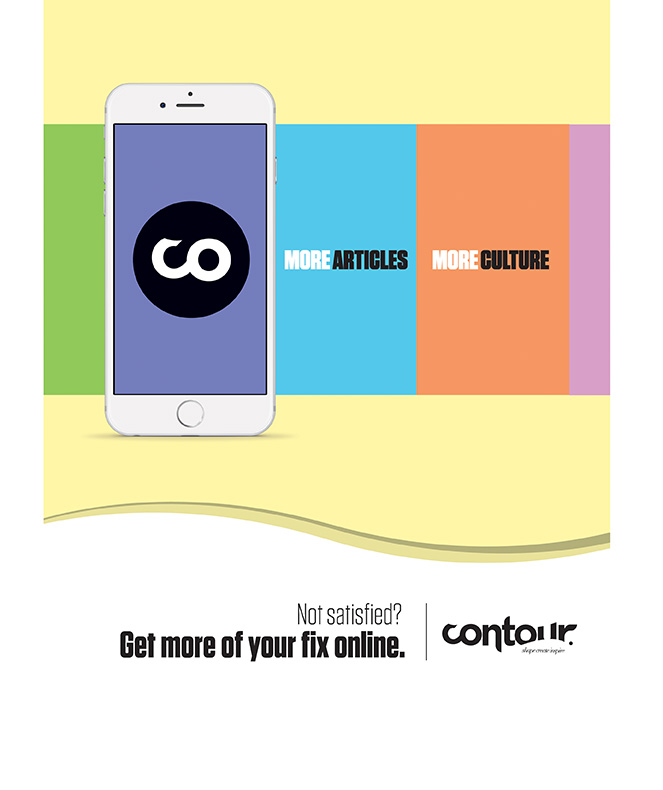 co
MORE ARTICLES
MORE CULTURE
Not satisfied?
Get more of your fix online.
contour.
shape create inspire